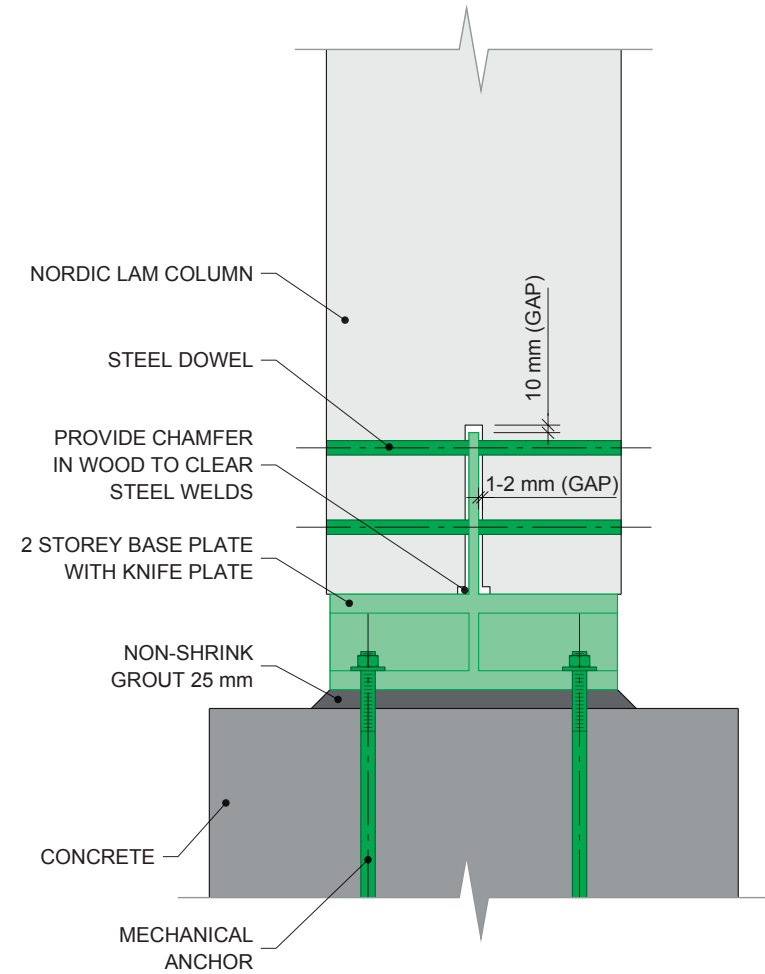 NORDIC LAM COLUMN
STEEL DOWEL
PROVIDE CHAMFER
IN WOOD TO CLEAR
STEEL WELDS
2 STOREY BASE PLATE
WITH KNIFE PLATE
NON-SHRINK
GROUT 25 mm
CONCRETE
MECHANICAL
ANCHOR
10 mm (GAP)
1-2 mm (GAP)